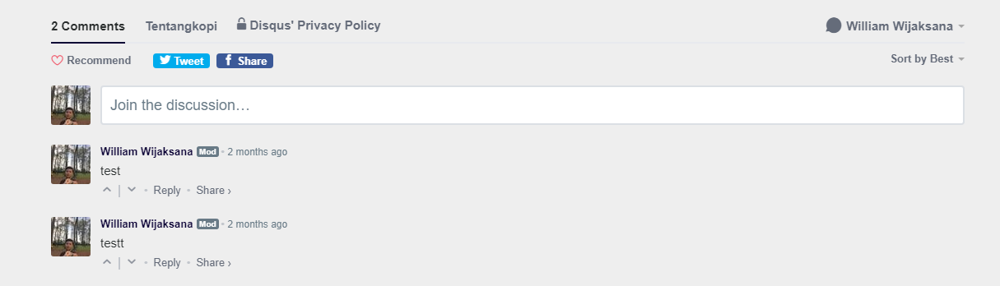 2 Comments Tentangkopi Disqus' Privacy Policy William Wijaksana
Recommend Tweet f Share Sort by Best
Join the discussion…
William Wijaksana Mod • 2 months ago
test
| • Reply • Share ›
William Wijaksana Mod • 2 months ago
testt
| • Reply • Share ›